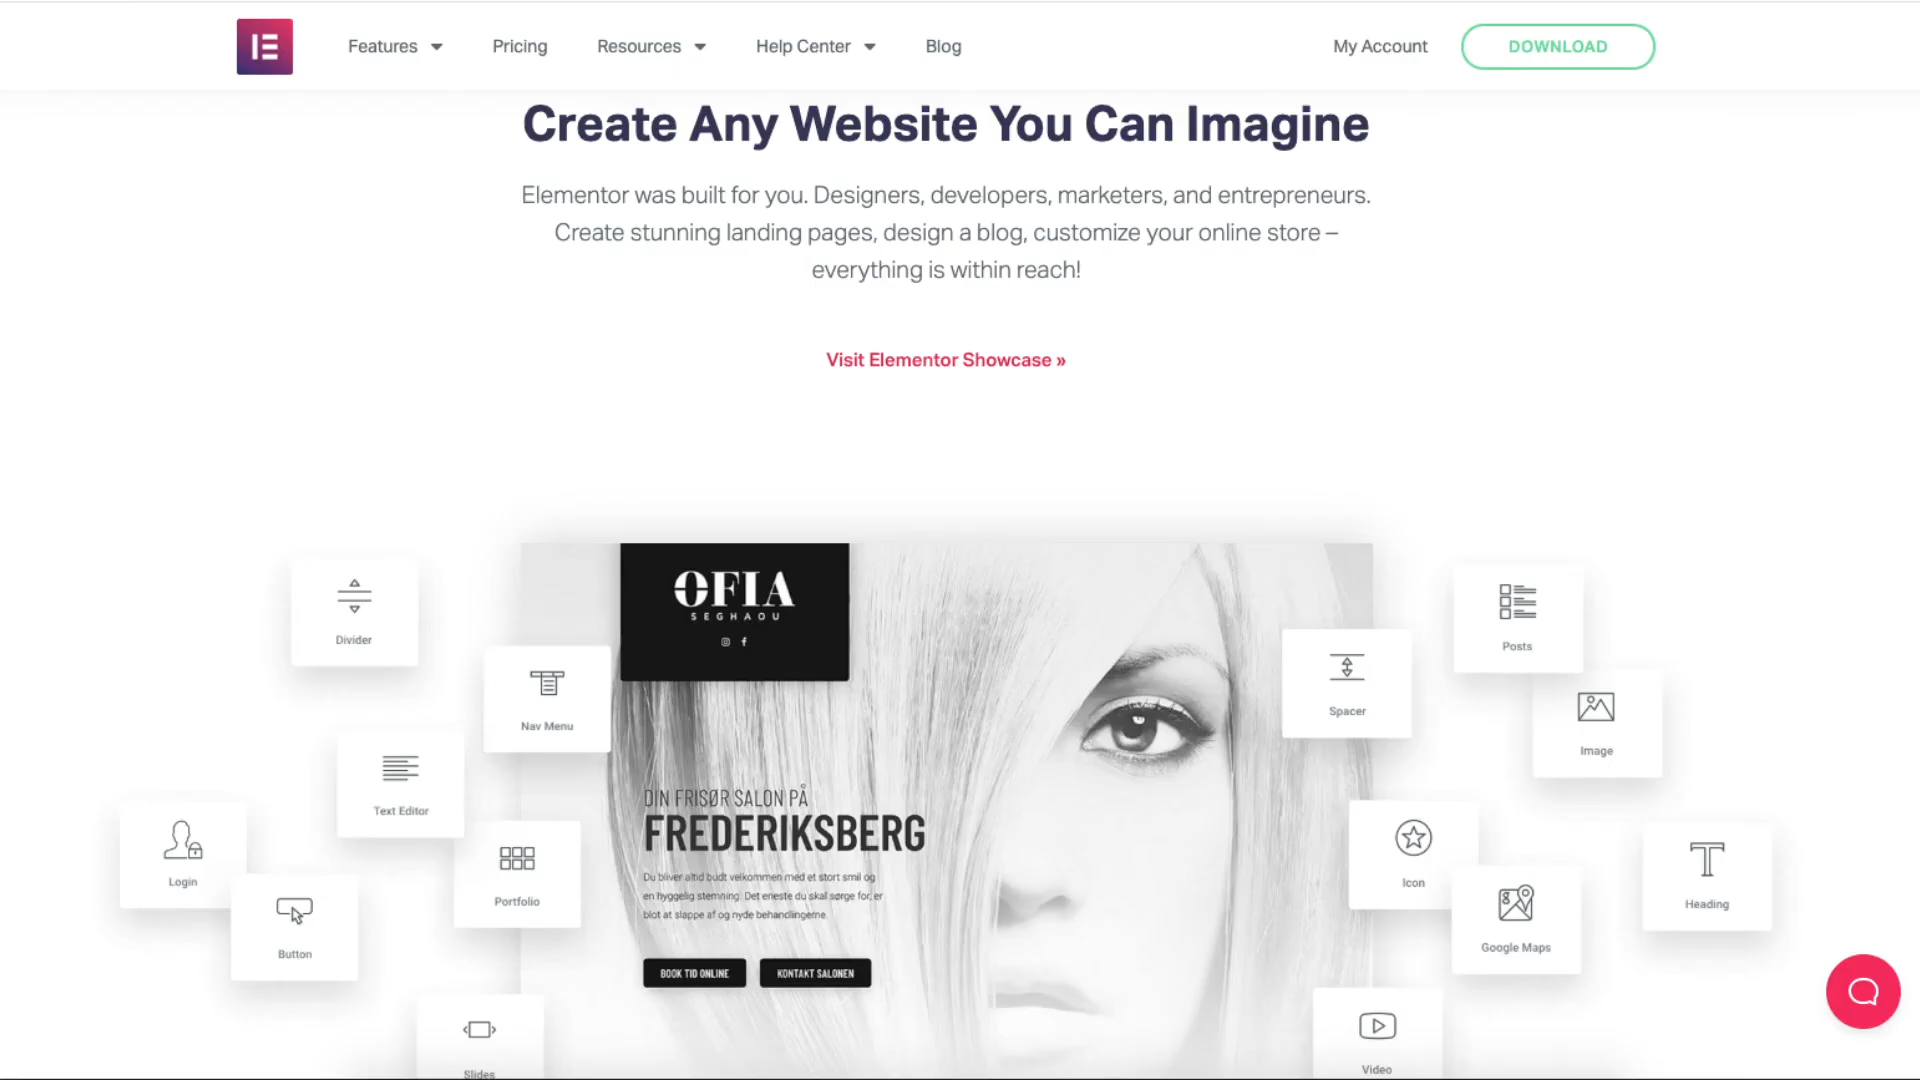 Features
Pricing
Resources
Help Center
Blog
My Account
DOWNLOAD
Create Any Website You Can Imagine
Elementor was built for you. Designers, developers, marketers, and entrepreneurs.
Create stunning landing pages, design a blog, customize your online store –
everything is within reach!
Visit Elementor Showcase »
OFIA
SEGHAOU
Divider
Nav Menu
Text Editor
Login
Portfolio
Button
Slides
DIN FRISØR SALON PÅ
FREDERIKSBERG
Du bliver altid budt velkommen med et stort smil og
en hyggelig stemning. Det eneste du skal sørge for, er
blot at slappe af og nyde behandlingerne.
BOOK TID ONLINE
KONTAKT SALONEN
Posts
Spacer
Image
Icon
Heading
Google Maps
Video